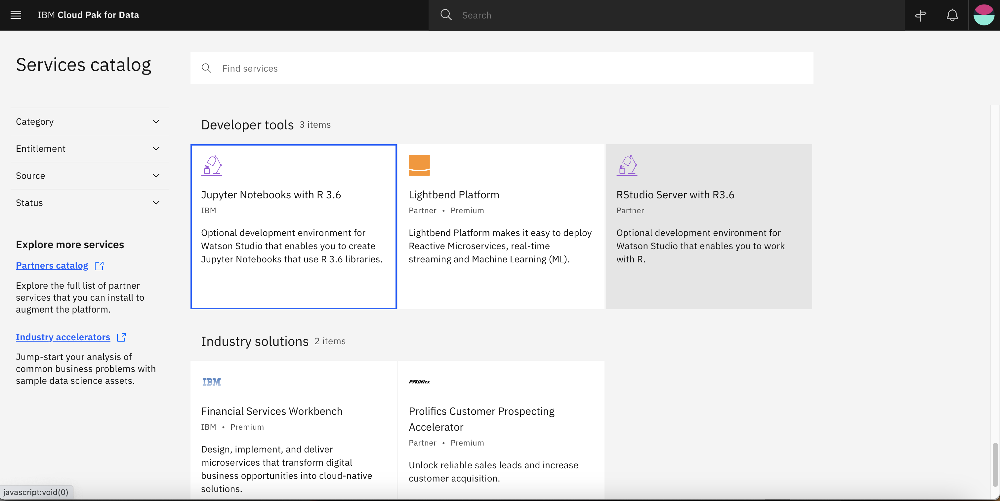 IBM Cloud Pak for Data
Search
Services catalog
Find services
Category
Entitlement
Source
Status
Explore more services
Partners catalog
Explore the full list of partner
services that you can install to
augment the platform.
Industry accelerators
Jump-start your analysis of
common business problems with
sample data science assets.
Developer tools 3 items
Jupyter Notebooks with R 3.6
IBM
Optional development environment for
Watson Studio that enables you to create
Jupyter Notebooks that use R 3.6 libraries.
Lightbend Platform
Partner • Premium
Lightbend Platform makes it easy to deploy
Reactive Microservices, real-time
streaming and Machine Learning (ML).
RStudio Server with R3.6
Partner
Optional development environment for
Watson Studio that enables you to work
with R.
Industry solutions 2 items
IBM
Financial Services Workbench
IBM • Premium
Design, implement, and deliver
microservices that transform digital
business opportunities into cloud-native
solutions.
Prolifics
Prolifics Customer Prospecting
Accelerator
Partner • Premium
Unlock reliable sales leads and increase
customer acquisition.
javascript:void(0)